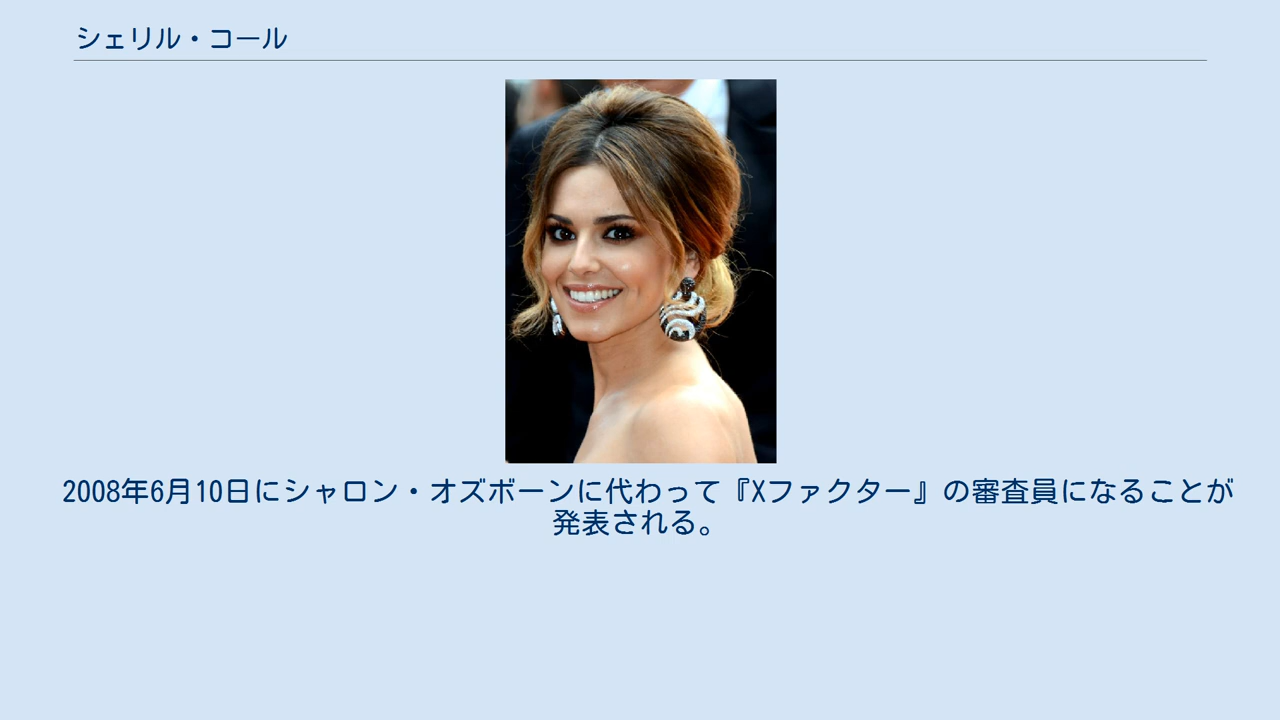 シェリル・コール
2008年6月10日にシャロン・オズボーンに代わって『Xファクター』の審査員になることが
発表される。